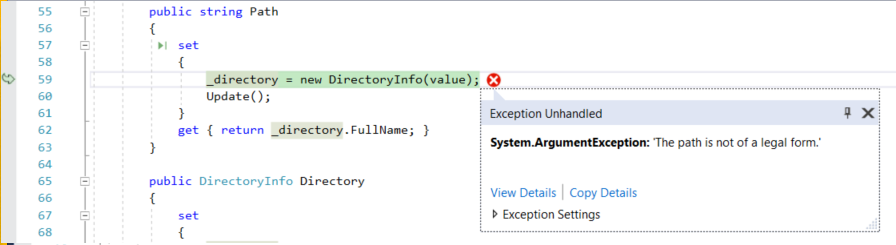 55 public string Path
56 {
57 set
58 {
59 _directory = new DirectoryInfo(value);
60 Update();
61 }
62 get { return _directory.FullName; }
63 }
64
65 public DirectoryInfo Directory
66 {
67 set
68 {
Exception Unhandled
System.ArgumentException: 'The path is not of a legal form.'
View Details | Copy Details
Exception Settings